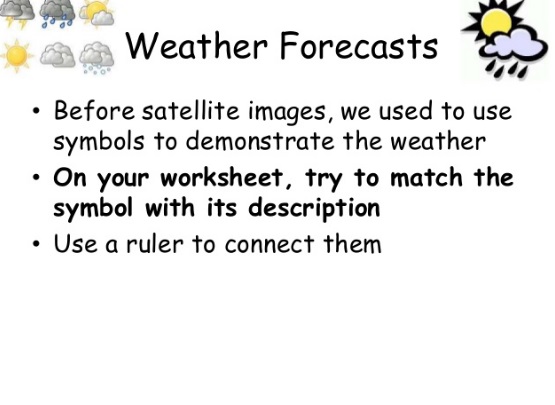 Weather Forecasts
• Before satellite images, we used to use
symbols to demonstrate the weather
• On your worksheet, try to match the
symbol with its description
• Use a ruler to connect them